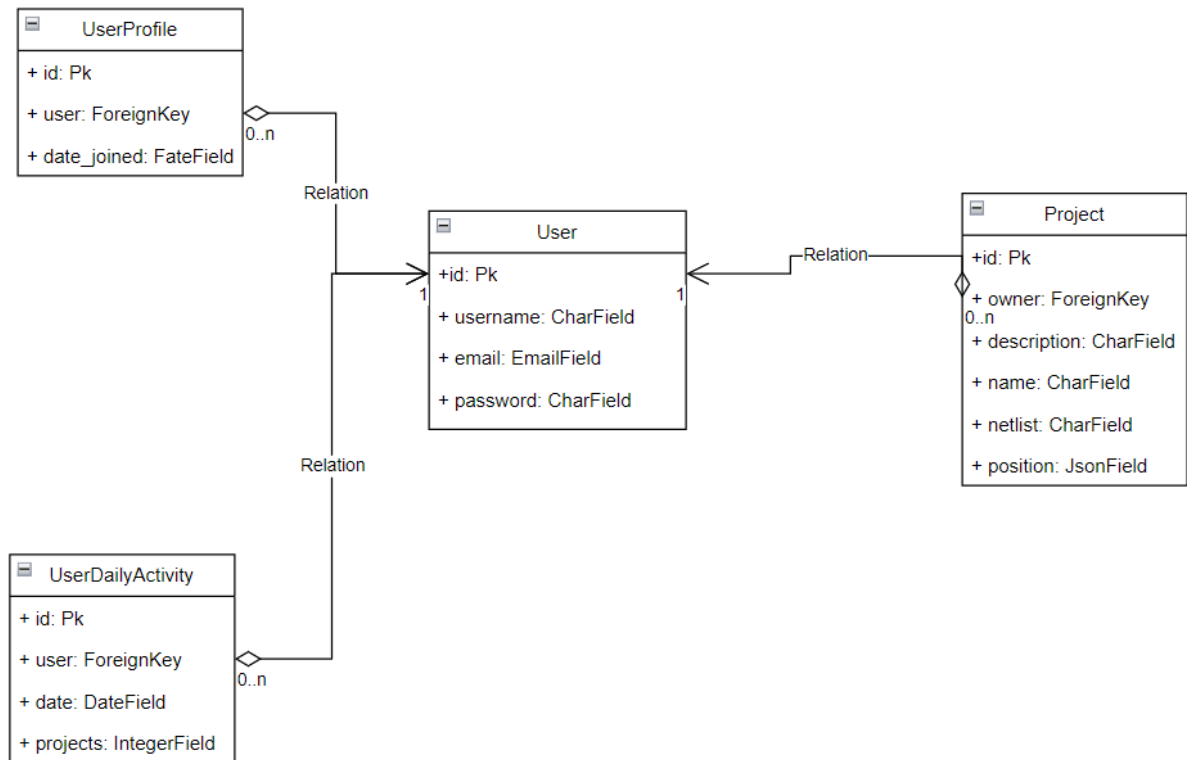 UserProfile
+ id: Pk
+ user: ForeignKey
0..n
+ date_joined: FateField
Relation
User
+id: Pk
1
1
+ username: CharField
+ email: EmailField
+ password: CharField
Relation
Project
+id: Pk
+ owner: ForeignKey
0..n
+ description: CharField
+ name: CharField
+ netlist: CharField
+ position: JsonField
Relation
UserDailyActivity
+ id: Pk
+ user: ForeignKey
0..n
+ date: DateField
+ projects: IntegerField